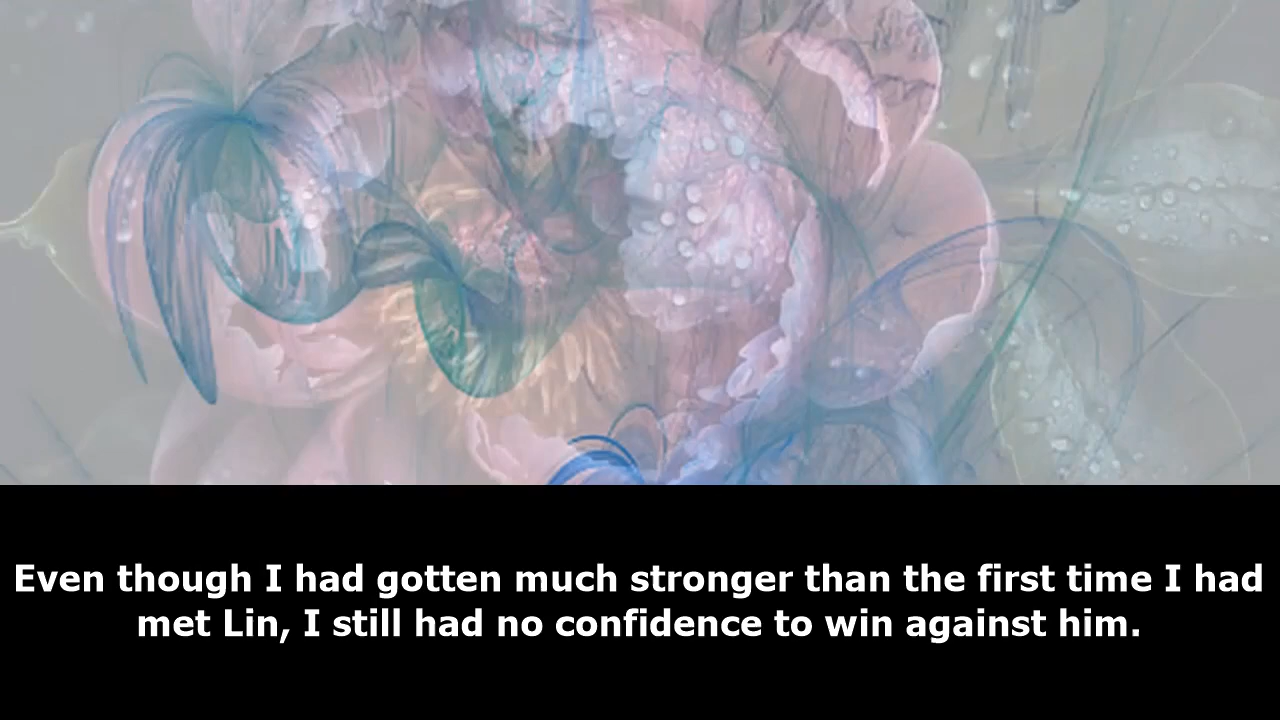 Even though I had gotten much stronger than the first time I had
met Lin, I still had no confidence to win against him.